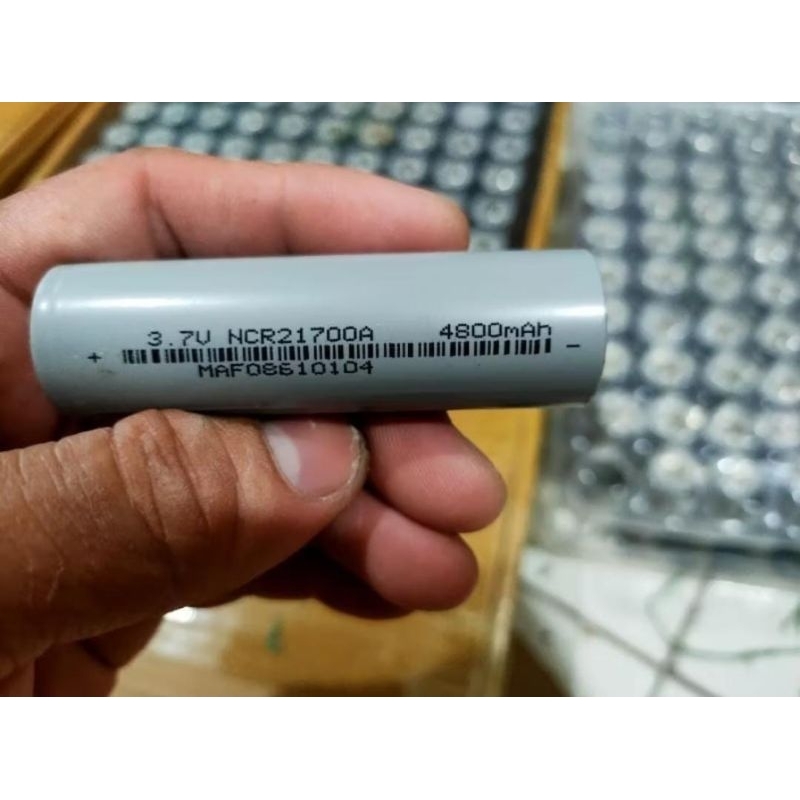 3.7V NCR21700A 4800mAh
+ -
MAF08610104